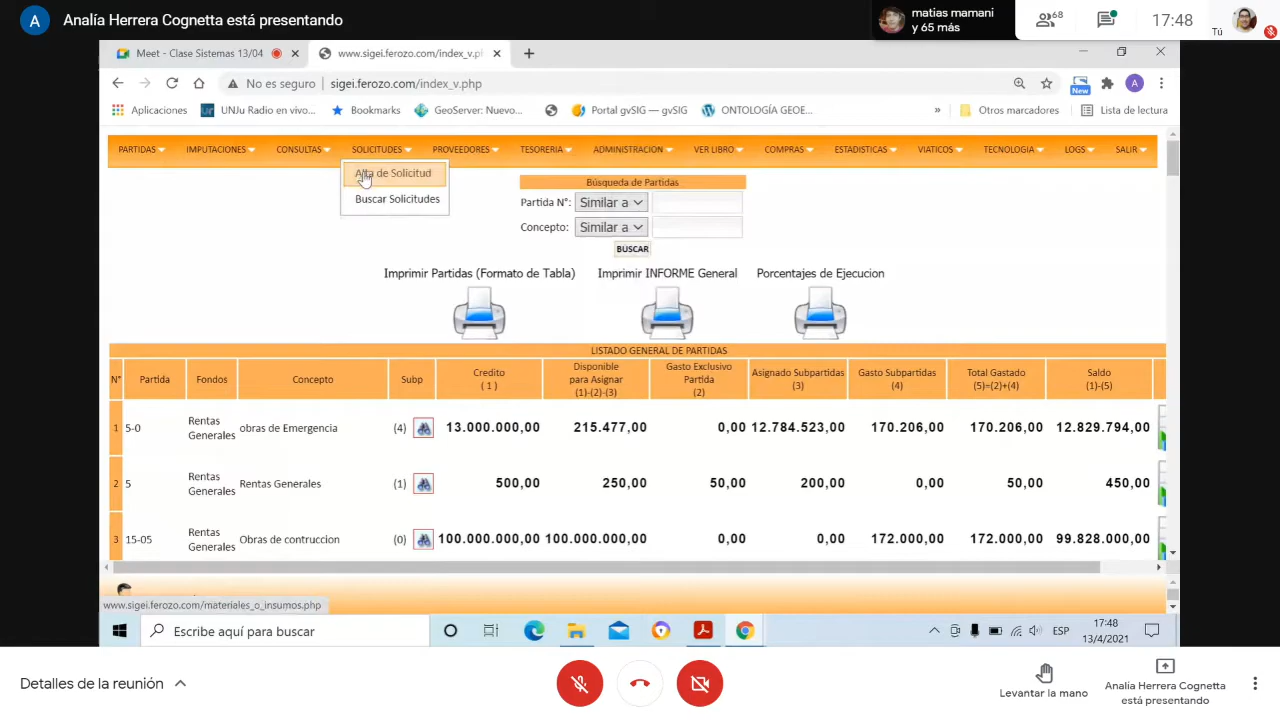 A Analía Herrera Cognetta está presentando
matias mamani
y 65 más
68
17:48
Tú
Meet - Clase Sistemas 13/04
www.sigei.ferozo.com/index_v.ph
No es seguro
sigei.ferozo.com/index_v.php
A
New
Aplicaciones
UNJu Radio en vivo...
Bookmarks
GeoServer: Nuevo...
Portal gvSIG — gvSIG
ONTOLOGÍA GEOE...
»
Otros marcadores
Lista de lectura
PARTIDAS IMPUTACIONES CONSULTAS SOLICITUDES PROVEEDORES TESORERIA ADMINISTRACION VER LIBRO COMPRAS ESTADISTICAS VIATICOS TECNOLOGIA LOGS SALIR
Alta de Solicitud
Buscar Solicitudes
Búsqueda de Partidas
Partida N°: Similar a
Concepto: Similar a
BUSCAR
Imprimir Partidas (Formato de Tabla) Imprimir INFORME General Porcentajes de Ejecucion
LISTADO GENERAL DE PARTIDAS
N° Partida Fondos Concepto Subp Credito ( 1 ) Disponible para Asignar (1)-(2)-(3) Gasto Exclusivo Partida (2) Asignado Subpartidas (3) Gasto Subpartidas (4) Total Gastado (5)=(2)+(4) Saldo (1)-(5)
1 5-0 Rentas Generales obras de Emergencia (4) 13.000.000,00 215.477,00 0,00 12.784.523,00 170.206,00 170.206,00 12.829.794,00
2 5 Rentas Generales Rentas Generales (1) 500,00 250,00 50,00 200,00 0,00 50,00 450,00
3 15-05 Rentas Generales Obras de contruccion (0) 100.000.000,00 100.000.000,00 0,00 0,00 172.000,00 172.000,00 99.828.000,00
www.sigei.ferozo.com/materiales_o_insumos.php
Escribe aquí para buscar
ESP
17:48
13/4/2021
Detalles de la reunión
Levantar la mano
Analía Herrera Cognetta
está presentando